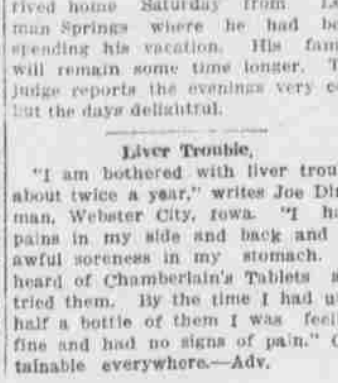 rived home Saturday from
man Springs where he had
spending his vacation. His
will remain some time longer.
judge reports the evenings very
but the days delightful.
Liver Trouble.
"I am bothered with liver
about twice a year," writes Joe
man, Webster City, Iowa. "I
pains in my side and back and
awful soreness in my stomach.
heard of Chamberlain's Tablets
tried them. By the time I had
half a bottle of them I was
fine and had no signs of pain."
tainable everywhere.—Adv.